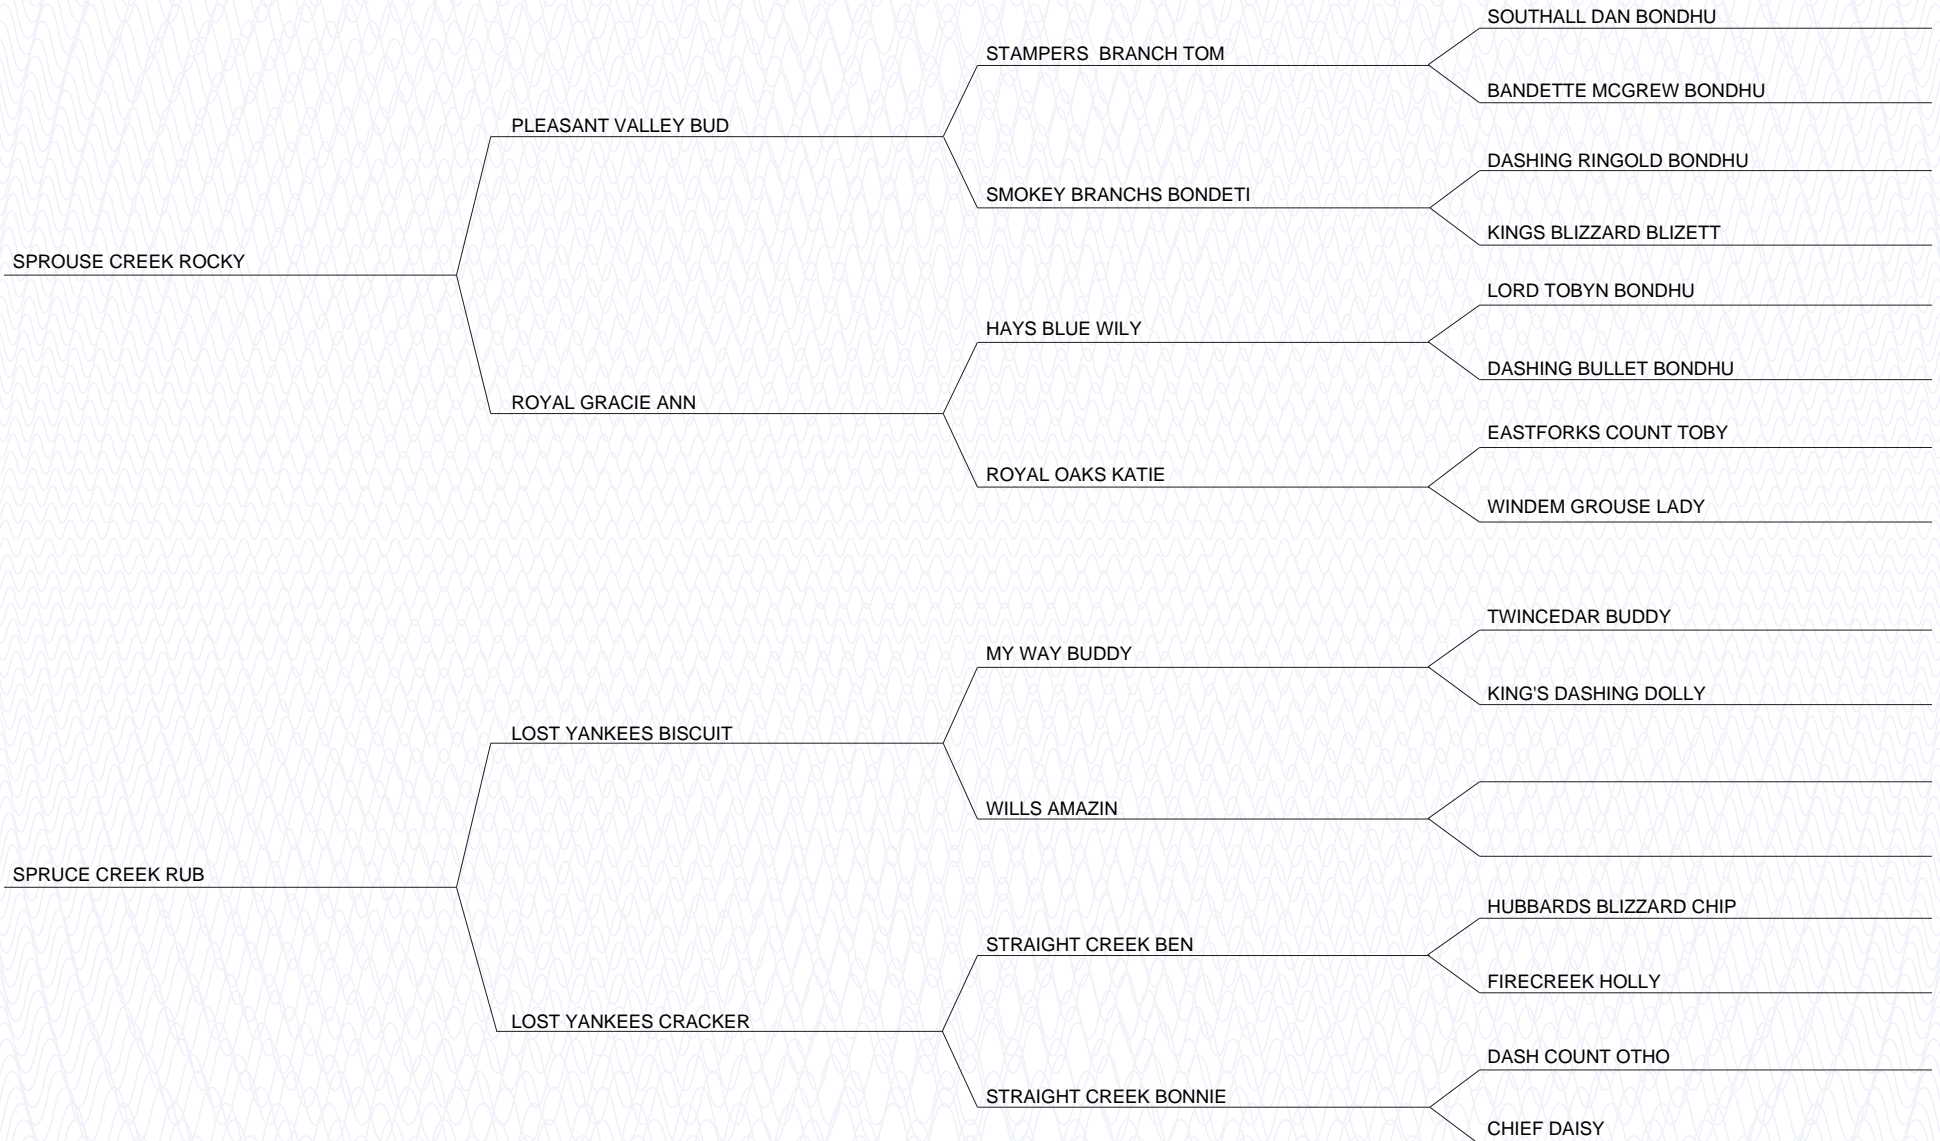 SOUTHALL DAN BONDHU
STAMPERS  BRANCH TOM
BANDETTE MCGREW BONDHU
PLEASANT VALLEY BUD
DASHING RINGOLD BONDHU
SMOKEY BRANCHS BONDETI
KINGS BLIZZARD BLIZETT
SPROUSE CREEK ROCKY
LORD TOBYN BONDHU
HAYS BLUE WILY
DASHING BULLET BONDHU
ROYAL GRACIE ANN
EASTFORKS COUNT TOBY
ROYAL OAKS KATIE
WINDEM GROUSE LADY
TWINCEDAR BUDDY
MY WAY BUDDY
KING'S DASHING DOLLY
LOST YANKEES BISCUIT
WILLS AMAZIN
SPRUCE CREEK RUB
HUBBARDS BLIZZARD CHIP
STRAIGHT CREEK BEN
FIRECREEK HOLLY
LOST YANKEES CRACKER
DASH COUNT OTHO
STRAIGHT CREEK BONNIE
CHIEF DAISY